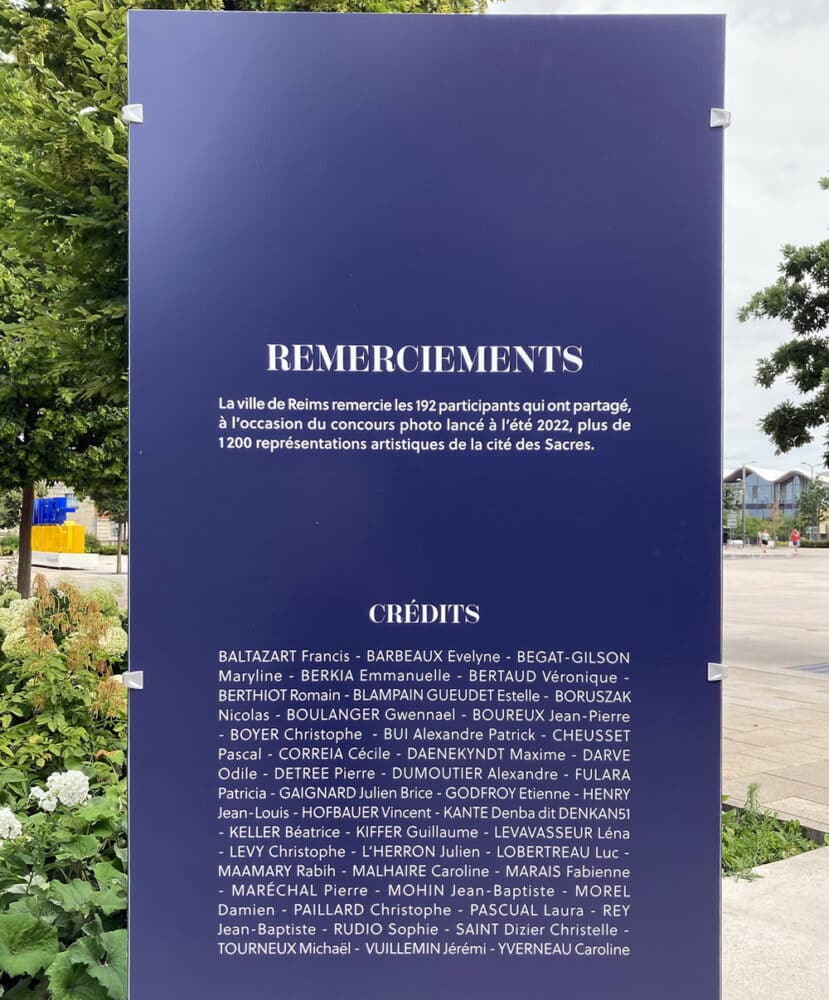 REMERCIEMENTS
La ville de Reims remercie les 192 participants qui ont partagé,
à l'occasion du concours photo lancé à l'été 2022, plus de
1 200 représentations artistiques de la cité des Sacres.
CRÉDITS
BALTAZART Francis - BARBEAUX Evelyne - BEGAT-GILSON
Maryline - BERKIA Emmanuelle - BERTAUD Véronique -
BERTHIOT Romain - BLAMPAIN GUEUDET Estelle - BORUSZAK
Nicolas - BOULANGER Gwennael - BOUREUX Jean-Pierre
- BOYER Christophe - BUI Alexandre Patrick - CHEUSSET
Pascal - CORREIA Cécile - DAENEKYNDT Maxime - DARVE
Odile - DETREE Pierre - DUMOUTIER Alexandre - FULARA
Patricia - GAIGNARD Julien Brice - GODFROY Etienne - HENRY
Jean-Louis - HOFBAUER Vincent - KANTE Denba dit DENKAN51
- KELLER Béatrice - KIFFER Guillaume - LEVAVASSEUR Léna
- LEVY Christophe - L'HERRON Julien - LOBERTREAU Luc -
MAAMARY Rabih - MALHAIRE Caroline - MARAIS Fabienne
- MARÉCHAL Pierre - MOHIN Jean-Baptiste - MOREL
Damien - PAILLARD Christophe - PASCUAL Laura - REY
Jean-Baptiste - RUDIO Sophie - SAINT Dizier Christelle -
TOURNEUX Michaël - VUILLEMIN Jérémi - YVERNEAU Caroline